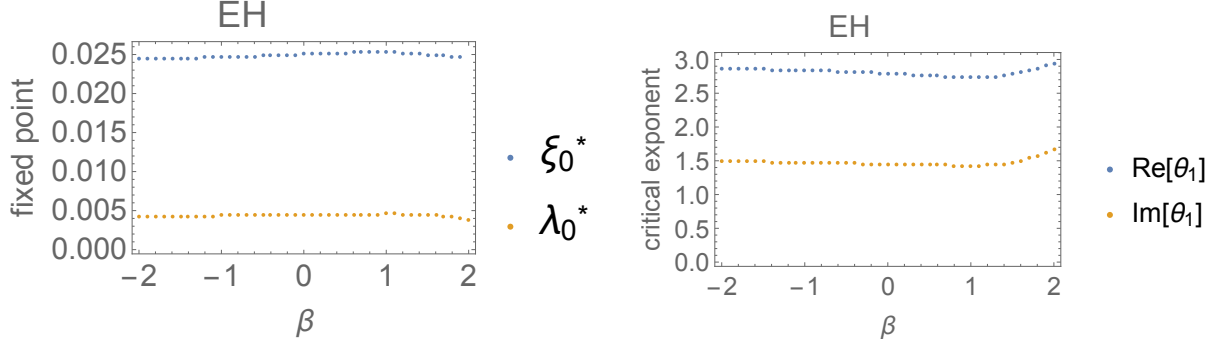 EH
fixed point
0.025
0.020
0.015
0.010
0.005
0.000
−2 −1 0 1 2
β
ξ₀*
λ₀*
EH
critical exponent
3.0
2.5
2.0
1.5
1.0
0.5
0.0
−2 −1 0 1 2
β
Re[θ₁]
Im[θ₁]